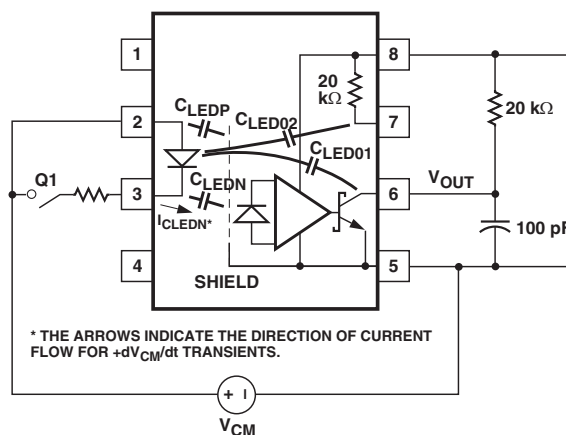 1
8
20
kΩ
CLEDP
CLED02
20 kΩ
2
7
Q1
CLED01
CLEDN
VOUT
3
6
ICLEDN*
100 pF
4
5
SHIELD
* THE ARROWS INDICATE THE DIRECTION OF CURRENT
FLOW FOR +dVCM/dt TRANSIENTS.
+ –
VCM